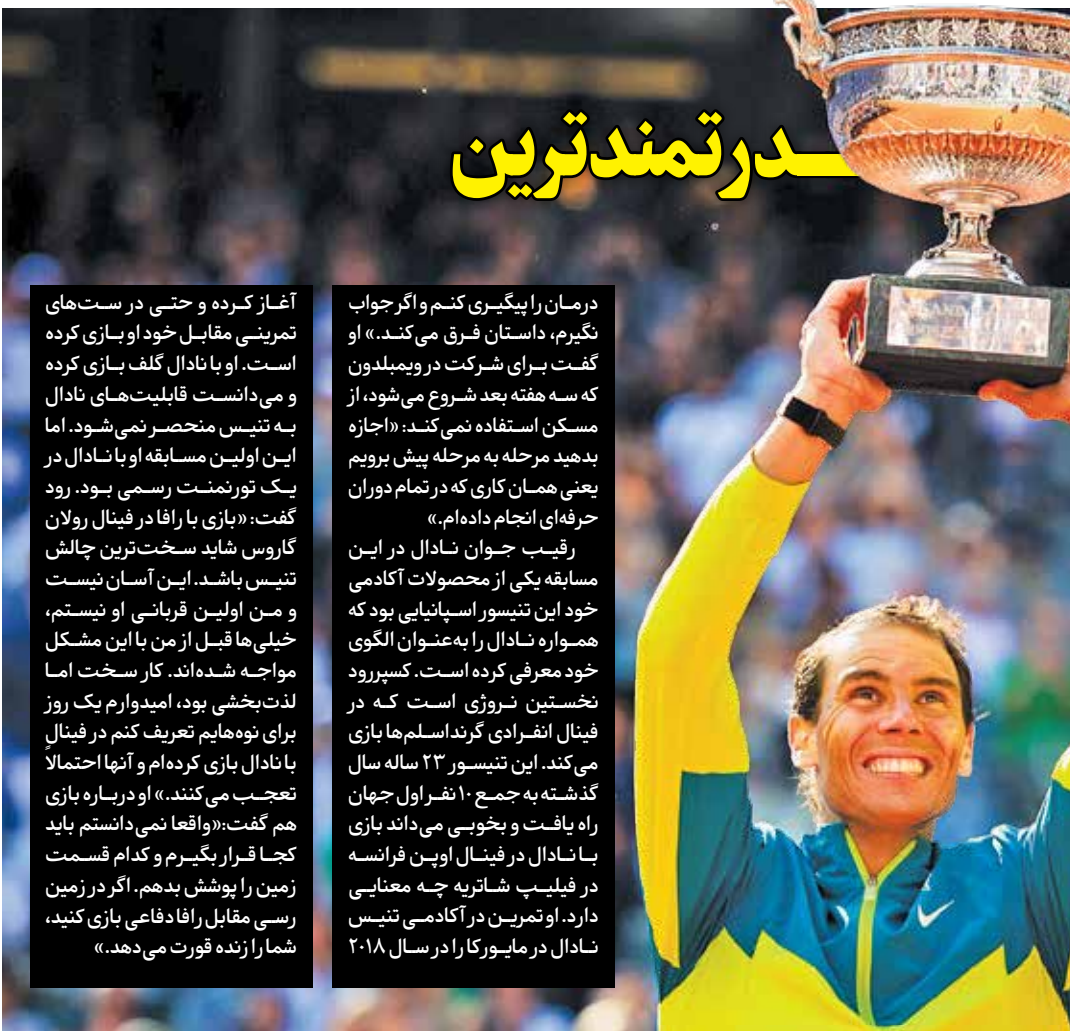 ـدرتمندترین
درمان را پیگیری کنم و اگر جواب
نگیرم، داستان فرق می‌کند.» او
گفت برای شرکت در ویمبلدون
که سه هفته بعد شروع می‌شود، از
مسکن استفاده نمی‌کند: «اجازه
بدهید مرحله به مرحله پیش برویم
یعنی همان کاری که در تمام دوران
حرفه‌ای انجام داده‌ام.»
رقیب جوان نادال در این
مسابقه یکی از محصولات آکادمی
خود این تنیسور اسپانیایی بود که
همواره نادال را به‌عنوان الگوی
خود معرفی کرده است. کسپررود
نخستین نروژی است که در
فینال انفرادی گرنداسلم‌ها بازی
می‌کند. این تنیسور ۲۳ ساله سال
گذشته به جمع ۱۰ نفر اول جهان
راه یافت و بخوبی می‌داند بازی
با نادال در فینال اوپن فرانسه
در فیلیپ شاتریه چه معنایی
دارد. او تمرین در آکادمی تنیس
نادال در مایورکا را در سال ۲۰۱۸
آغاز کرده و حتی در ست‌های
تمرینی مقابل خود او بازی کرده
است. او با نادال گلف بازی کرده
و می‌دانست قابلیت‌های نادال
به تنیس منحصر نمی‌شود. اما
این اولین مسابقه او با نادال در
یک تورنمنت رسمی بود. رود
گفت: «بازی با رافا در فینال رولان
گاروس شاید سخت‌ترین چالش
تنیس باشد. این آسان نیست
و من اولین قربانی او نیستم،
خیلی‌ها قبل از من با این مشکل
مواجه شده‌اند. کار سخت اما
لذت‌بخشی بود، امیدوارم یک روز
برای نوه‌هایم تعریف کنم در فینال
با نادال بازی کرده‌ام و آنها احتمالاً
تعجب می‌کنند.» او درباره بازی
هم گفت:«واقعا نمی‌دانستم باید
کجا قرار بگیرم و کدام قسمت
زمین را پوشش بدهم. اگر در زمین
رسی مقابل رافا دفاعی بازی کنید،
شما را زنده قورت می‌دهد.»